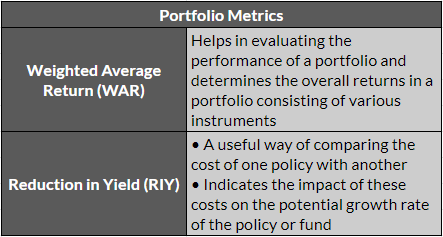 Portfolio Metrics
Weighted Average
Return (WAR)
Helps in evaluating the
performance of a portfolio and
determines the overall returns in a
portfolio consisting of various
instruments
Reduction in Yield (RIY)
• A useful way of comparing the
cost of one policy with another
• Indicates the impact of these
costs on the potential growth rate
of the policy or fund